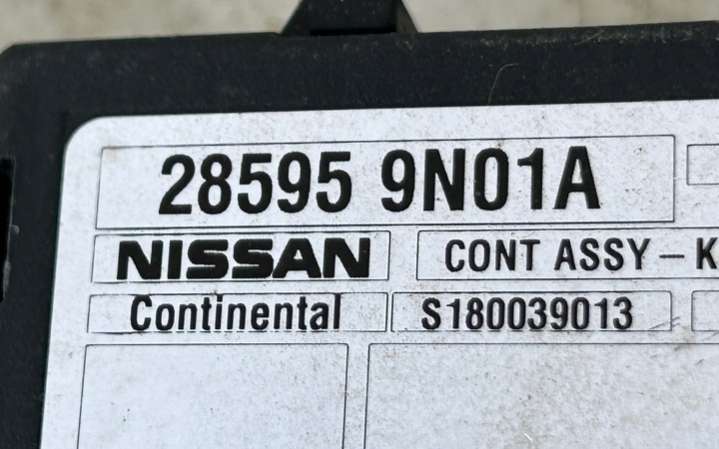 28595 9N01A
NISSAN CONT ASSY-K
Continental S180039013